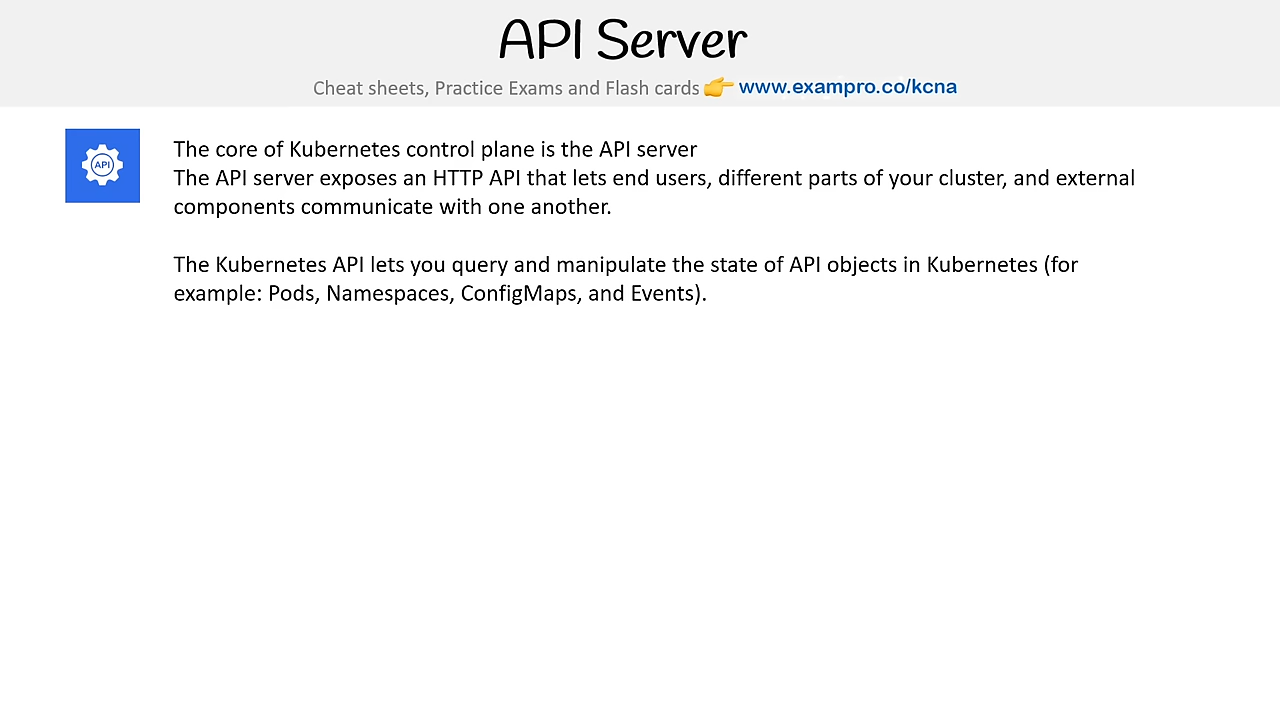 API Server
Cheat sheets, Practice Exams and Flash cards 👉 www.exampro.co/kcna
API
The core of Kubernetes control plane is the API server
The API server exposes an HTTP API that lets end users, different parts of your cluster, and external
components communicate with one another.
The Kubernetes API lets you query and manipulate the state of API objects in Kubernetes (for
example: Pods, Namespaces, ConfigMaps, and Events).